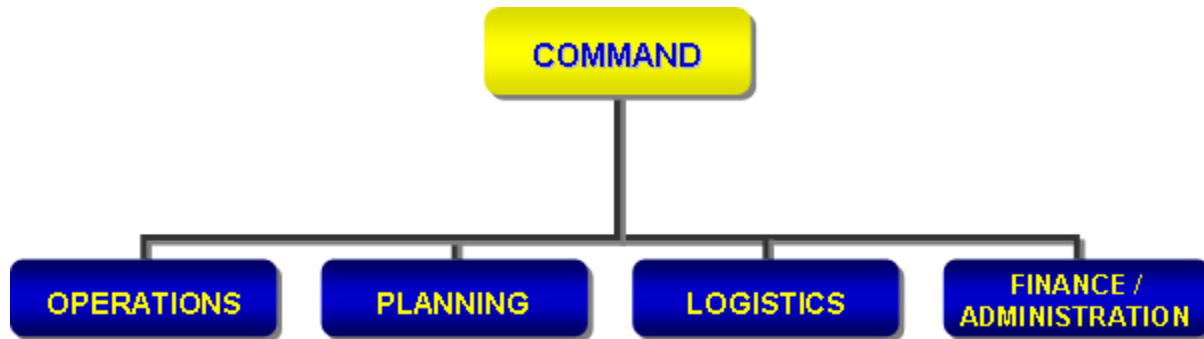 COMMAND
OPERATIONS
PLANNING
LOGISTICS
FINANCE /
ADMINISTRATION